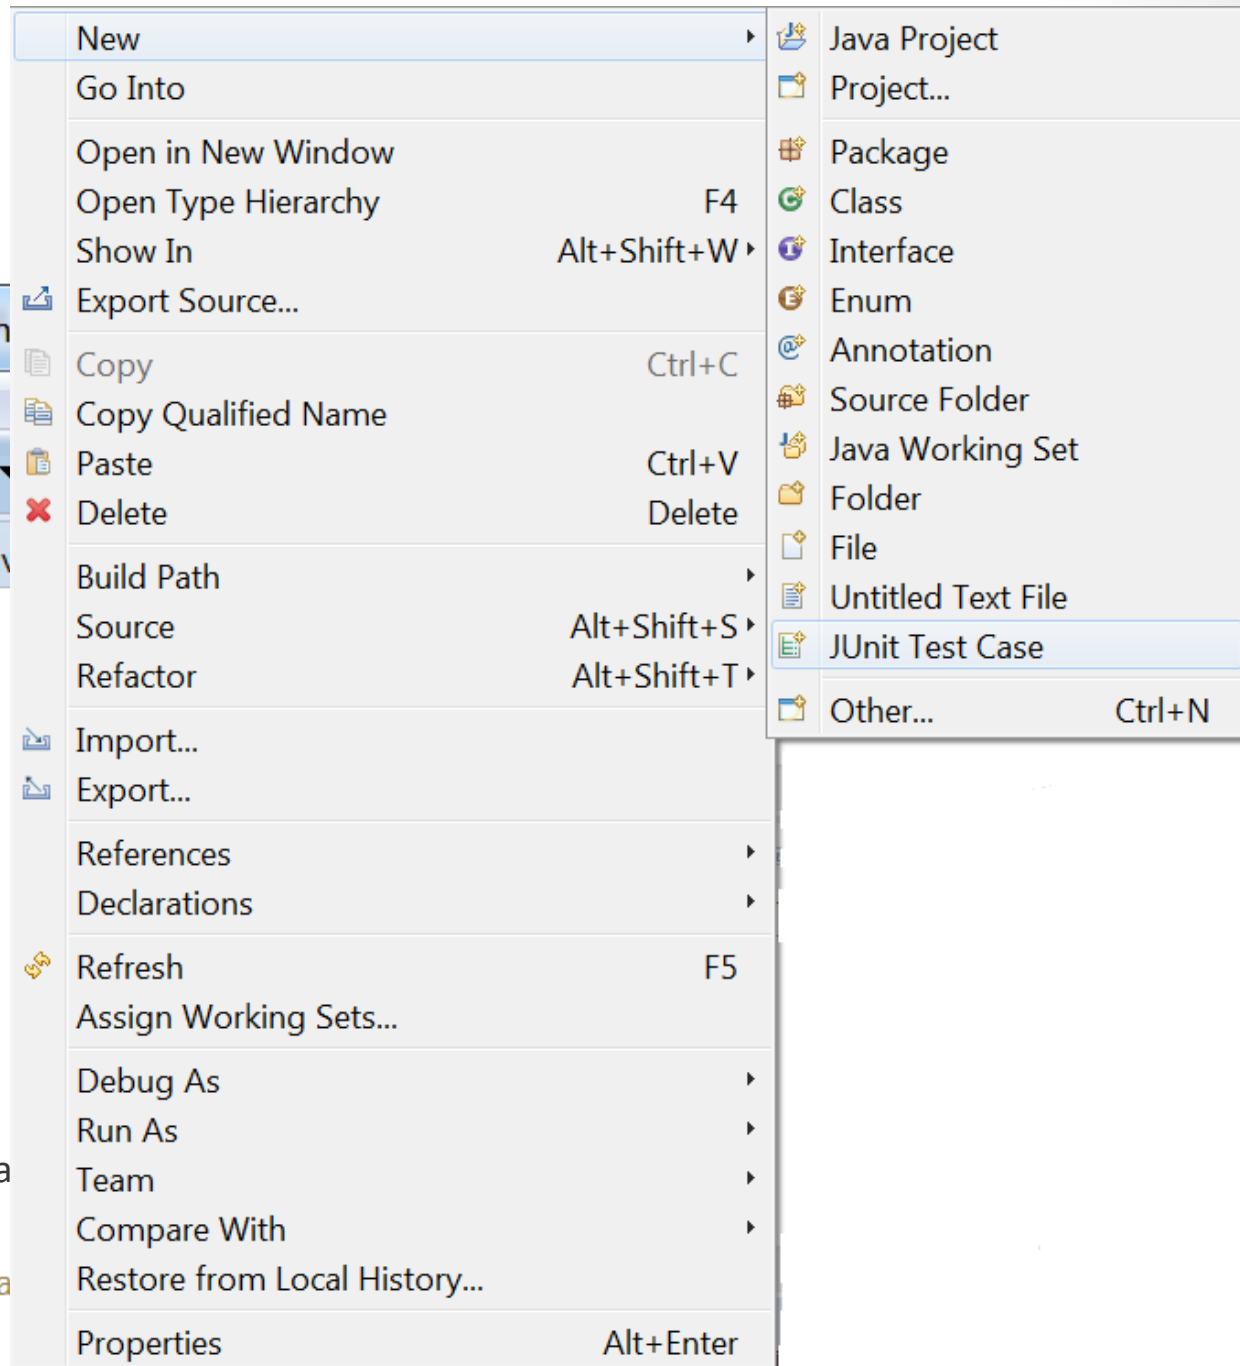 New
Go Into
Open in New Window
Open Type Hierarchy F4
Show In Alt+Shift+W
Export Source...
Copy Ctrl+C
Copy Qualified Name
Paste Ctrl+V
Delete Delete
Build Path
Source Alt+Shift+S
Refactor Alt+Shift+T
Import...
Export...
References
Declarations
Refresh F5
Assign Working Sets...
Debug As
Run As
Team
Compare With
Restore from Local History...
Properties Alt+Enter
Java Project
Project...
Package
Class
Interface
Enum
Annotation
Source Folder
Java Working Set
Folder
File
Untitled Text File
JUnit Test Case
Other... Ctrl+N